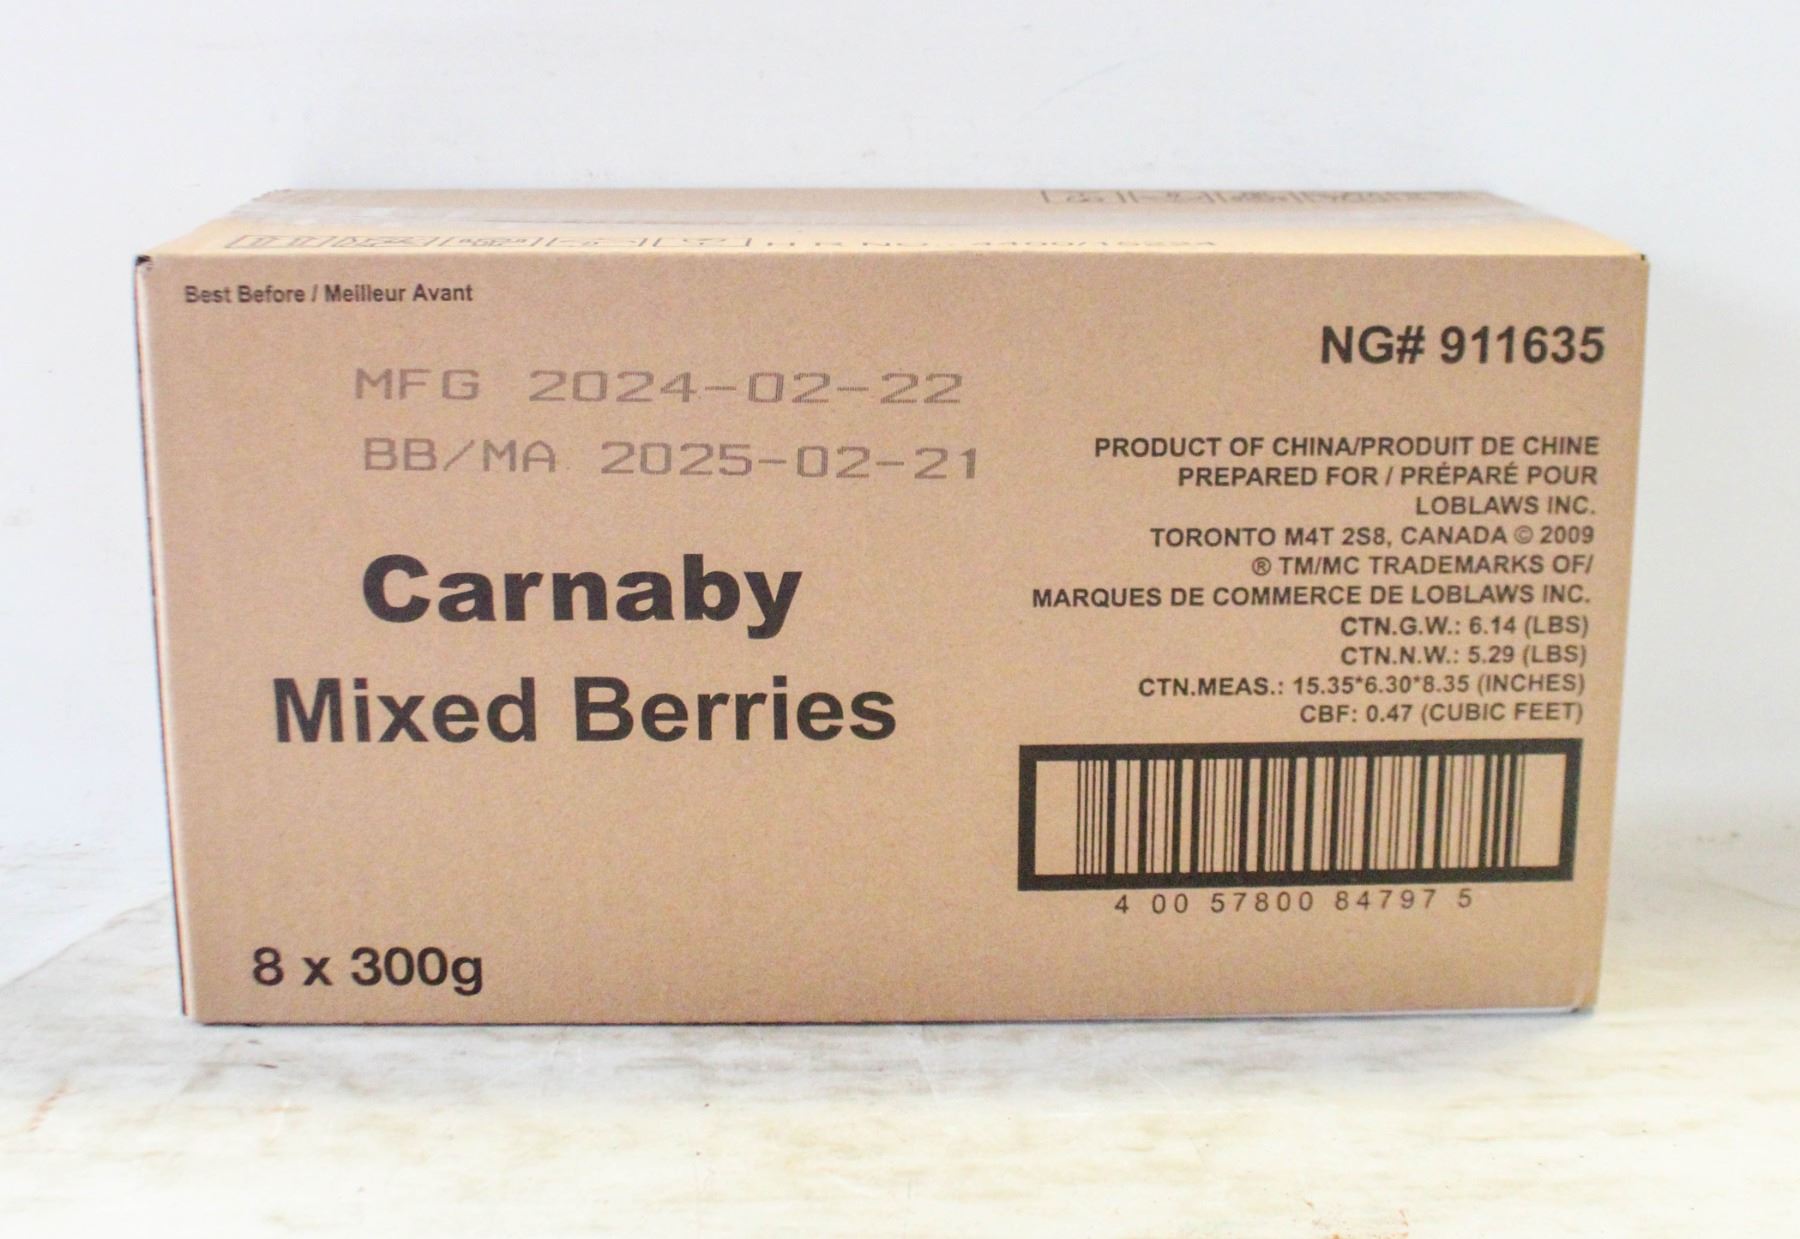 H R NO.: 4400/15224
Best Before / Meilleur Avant
MFG 2024-02-22
BB/MA 2025-02-21
Carnaby
Mixed Berries
8 x 300g
NG# 911635
PRODUCT OF CHINA/PRODUIT DE CHINE
PREPARED FOR / PRÉPARÉ POUR
LOBLAWS INC.
TORONTO M4T 2S8, CANADA © 2009
® TM/MC TRADEMARKS OF/
MARQUES DE COMMERCE DE LOBLAWS INC.
CTN.G.W.: 6.14 (LBS)
CTN.N.W.: 5.29 (LBS)
CTN.MEAS.: 15.35*6.30*8.35 (INCHES)
CBF: 0.47 (CUBIC FEET)
4 00 57800 84797 5